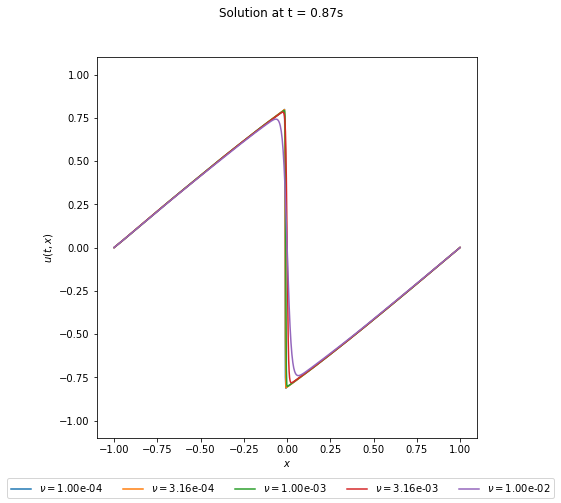 Solution at t = 0.87s
1.00
0.75
0.50
0.25
0.00
−0.25
−0.50
−0.75
−1.00
u(t, x)
−1.00 −0.75 −0.50 −0.25 0.00 0.25 0.50 0.75 1.00
x
ν = 1.00e-04 ν = 3.16e-04 ν = 1.00e-03 ν = 3.16e-03 ν = 1.00e-02